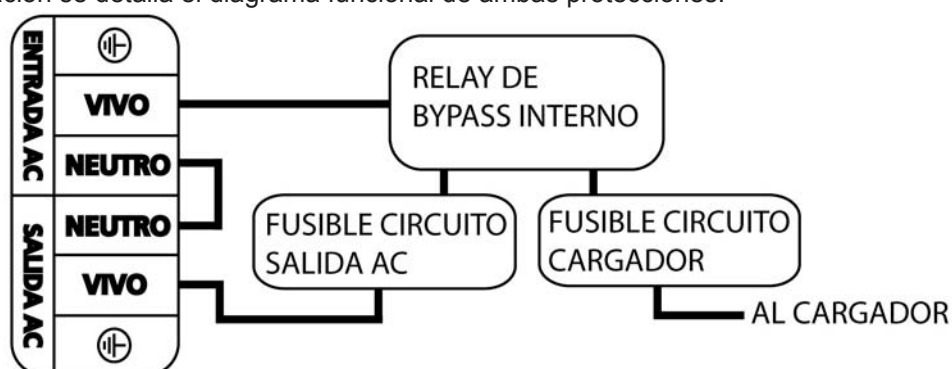 ación se detalla el diagrama funcional de ambas protecciones.
ENTRADA AC
VIVO
NEUTRO
SALIDA AC
NEUTRO
VIVO
RELAY DE
BYPASS INTERNO
FUSIBLE CIRCUITO
SALIDA AC
FUSIBLE CIRCUITO
CARGADOR
AL CARGADOR